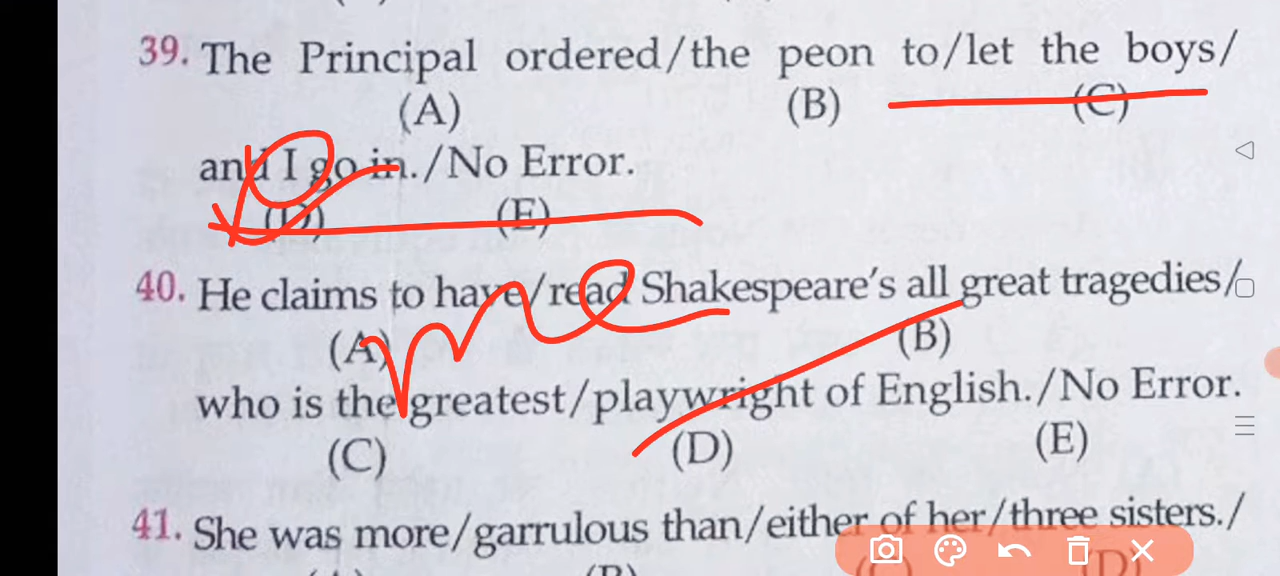 39. The Principal ordered/the peon to/let the boys/
(A) (B) (C)
and I go in./No Error.
(D) (E)
me
40. He claims to have/read Shakespeare's all great tragedies/
(A) (B)
who is the greatest/playwright of English./No Error.
(C) (D) (E)
41. She was more/garrulous than/either of her/three sisters./
(A) (B) (C) (D)